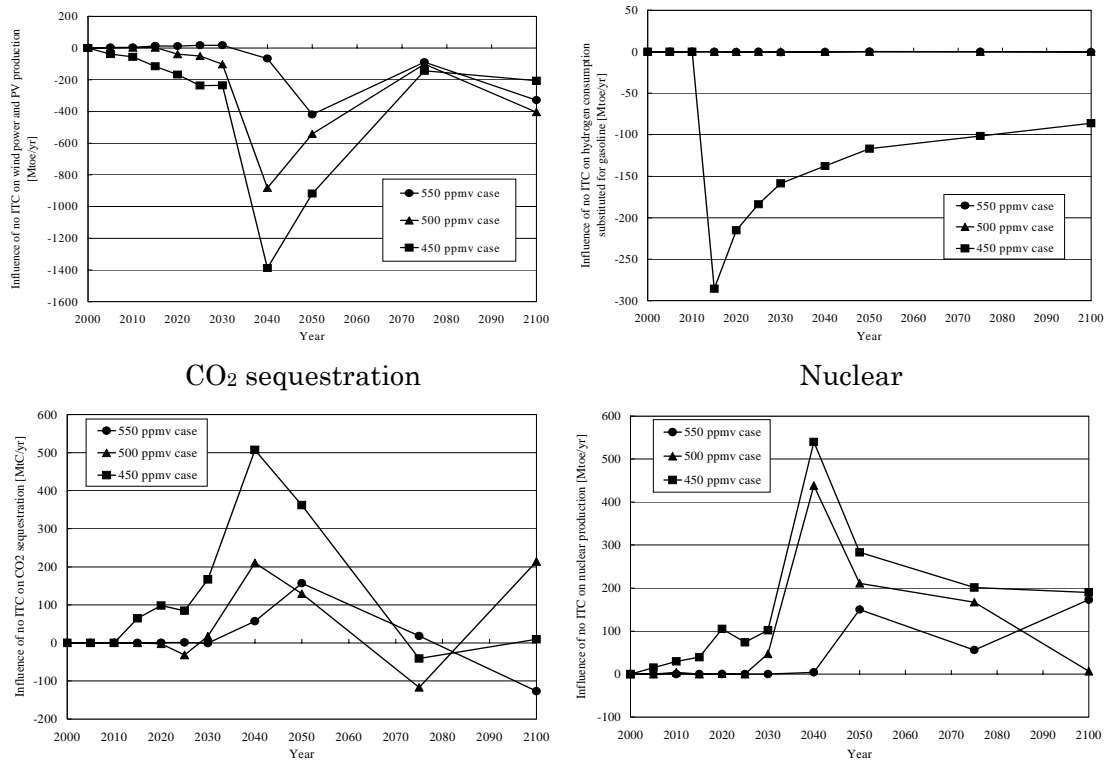 Influence of no ITC on wind power and PV production
[Mtoe/yr]
200
0
-200
-400
-600
-800
-1000
-1200
-1400
-1600
550 ppmv case
500 ppmv case
450 ppmv case
2000 2010 2020 2030 2040 2050 2060 2070 2080 2090 2100
Year
Influence of no ITC on hydrogen consumption
substituted for gasoline [Mtoe/yr]
50
0
-50
-100
-150
-200
-250
-300
550 ppmv case
500 ppmv case
450 ppmv case
2000 2010 2020 2030 2040 2050 2060 2070 2080 2090 2100
Year
CO2 sequestration
Influence of no ITC on CO2 sequestration [MtC/yr]
600
500
400
300
200
100
0
-100
-200
550 ppmv case
500 ppmv case
450 ppmv case
2000 2010 2020 2030 2040 2050 2060 2070 2080 2090 2100
Year
Nuclear
Influence of no ITC on nuclear production [Mtoe/yr]
600
500
400
300
200
100
0
-100
550 ppmv case
500 ppmv case
450 ppmv case
2000 2010 2020 2030 2040 2050 2060 2070 2080 2090 2100
Year